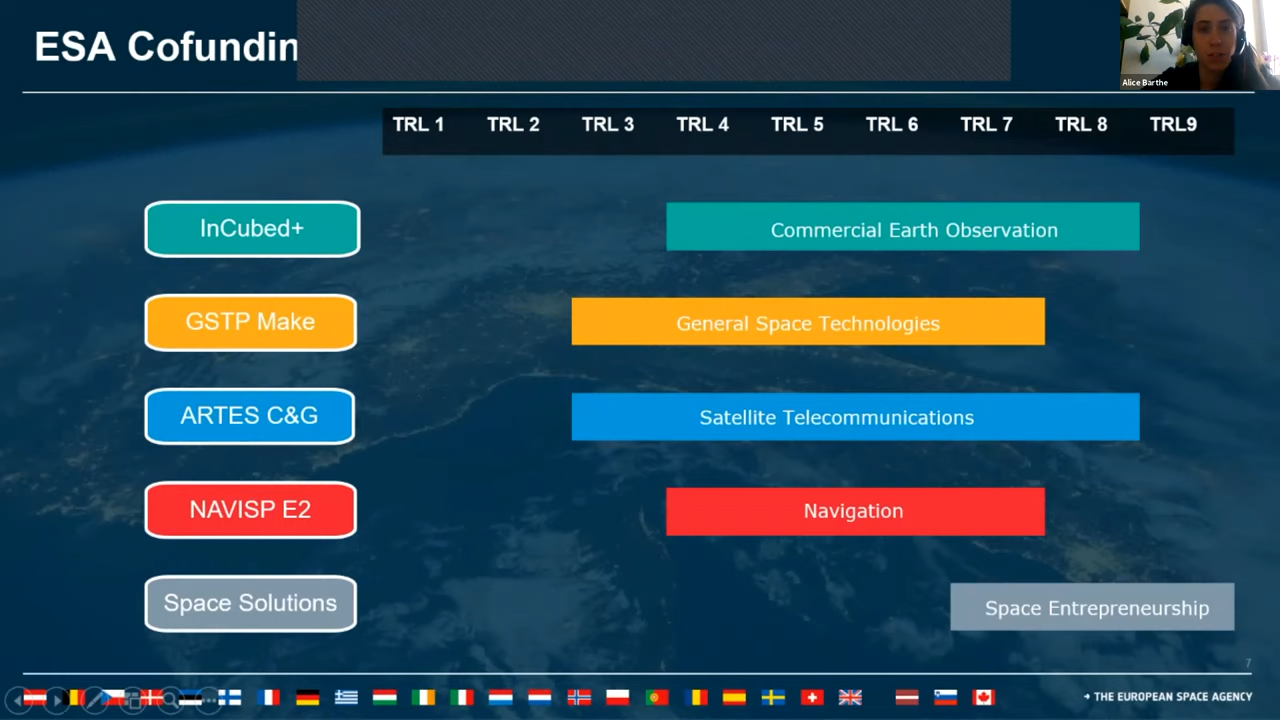 ESA Cofundin
Alice Barthe
TRL 1 TRL 2 TRL 3 TRL 4 TRL 5 TRL 6 TRL 7 TRL 8 TRL9
InCubed+ Commercial Earth Observation
GSTP Make General Space Technologies
ARTES C&G Satellite Telecommunications
NAVISP E2 Navigation
Space Solutions Space Entrepreneurship
7
→ THE EUROPEAN SPACE AGENCY